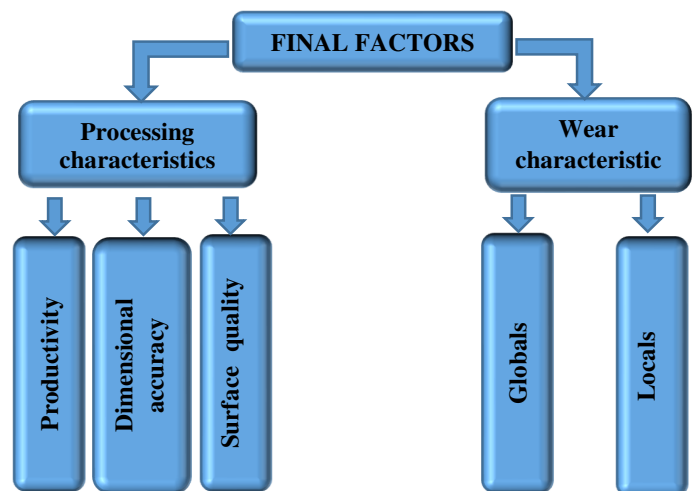 FINAL FACTORS
Processing
characteristics
Wear
characteristic
Productivity
Dimensional
accuracy
Surface quality
Globals
Locals